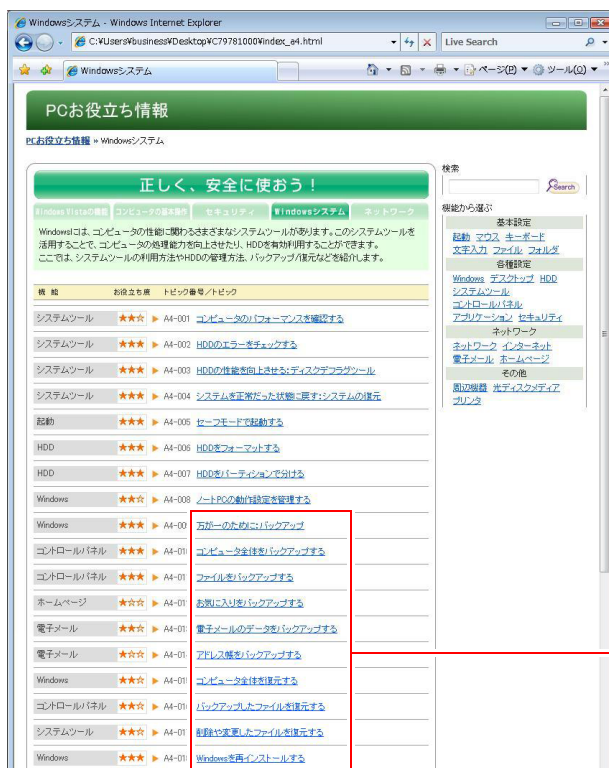 Windowsシステム - Windows Internet Explorer
C:¥Users¥business¥Desktop¥C79781000¥index_a4.html
Live Search
Windowsシステム
ページ(P)
ツール(O)
PCお役立ち情報
PCお役立ち情報 » Windowsシステム
正しく、安全に使おう！
Windows Vistaの機能 コンピュータの基本操作 セキュリティ Windowsシステム ネットワーク
Windowsには、コンピュータの性能に関わるさまざまなシステムツールがあります。このシステムツールを
活用することで、コンピュータの処理能力を向上させたり、HDDを有効利用することができます。
ここでは、システムツールの利用方法やHDDの管理方法、バックアップ/復元などを紹介します。
機 能 お役立ち度 トピック番号／トピック
システムツール ★★☆ ▶ A4-001 コンピュータのパフォーマンスを確認する
システムツール ★★☆ ▶ A4-002 HDDのエラーをチェックする
システムツール ★★★ ▶ A4-003 HDDの性能を向上させる:ディスクデフラグツール
システムツール ★★★ ▶ A4-004 システムを正常だった状態に戻す:システムの復元
起動 ★★★ ▶ A4-005 セーフモードで起動する
HDD ★★★ ▶ A4-006 HDDをフォーマットする
HDD ★★★ ▶ A4-007 HDDをパーティションで分ける
Windows ★★☆ ▶ A4-008 ノートPCの動作設定を管理する
Windows ★★★ ▶ A4-00 万が一のために:バックアップ
コントロールパネル ★★★ ▶ A4-01 コンピュータ全体をバックアップする
コントロールパネル ★★★ ▶ A4-01 ファイルをバックアップする
ホームページ ★☆☆ ▶ A4-01 お気に入りをバックアップする
電子メール ★★☆ ▶ A4-01 電子メールのデータをバックアップする
電子メール ★☆☆ ▶ A4-01 アドレス帳をバックアップする
Windows ★★☆ ▶ A4-01 コンピュータ全体を復元する
コントロールパネル ★★☆ ▶ A4-01 バックアップしたファイルを復元する
システムツール ★★☆ ▶ A4-01 削除や変更したファイルを復元する
Windows ★★★ ▶ A4-01 Windowsを再インストールする
検索
Search
機能から選ぶ
基本設定
起動 マウス キーボード
文字入力 ファイル フォルダ
各種設定
Windows デスクトップ HDD
システムツール
コントロールパネル
アプリケーション セキュリティ
ネットワーク
ネットワーク インターネット
電子メール ホームページ
その他
周辺機器 光ディスクメディア
プリンタ